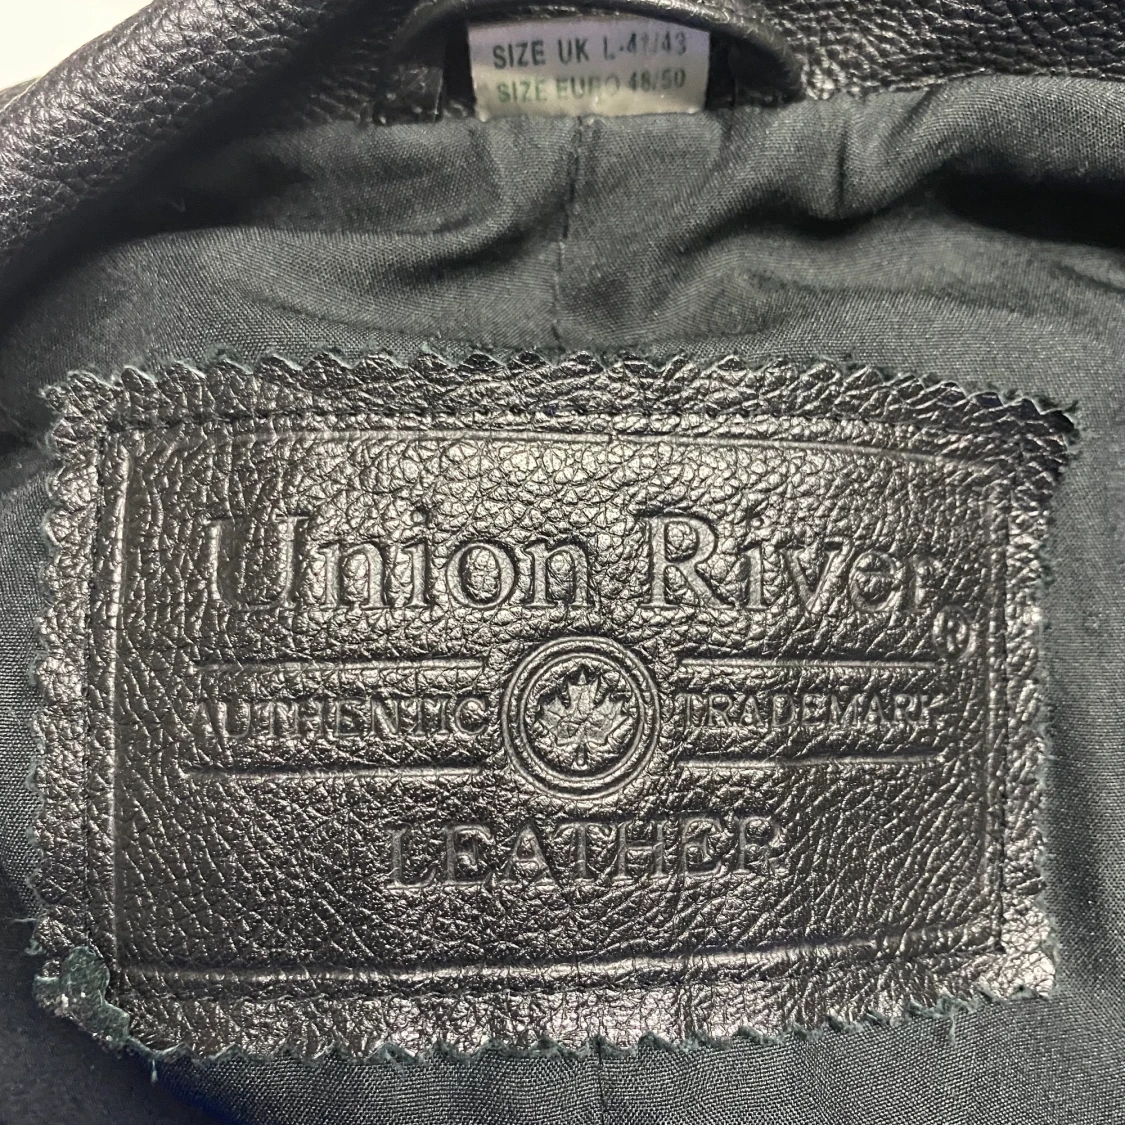 SIZE UK L-41/43
SIZE EURO 48/50
Union River ®
AUTHENTIC TRADEMARK
LEATHER